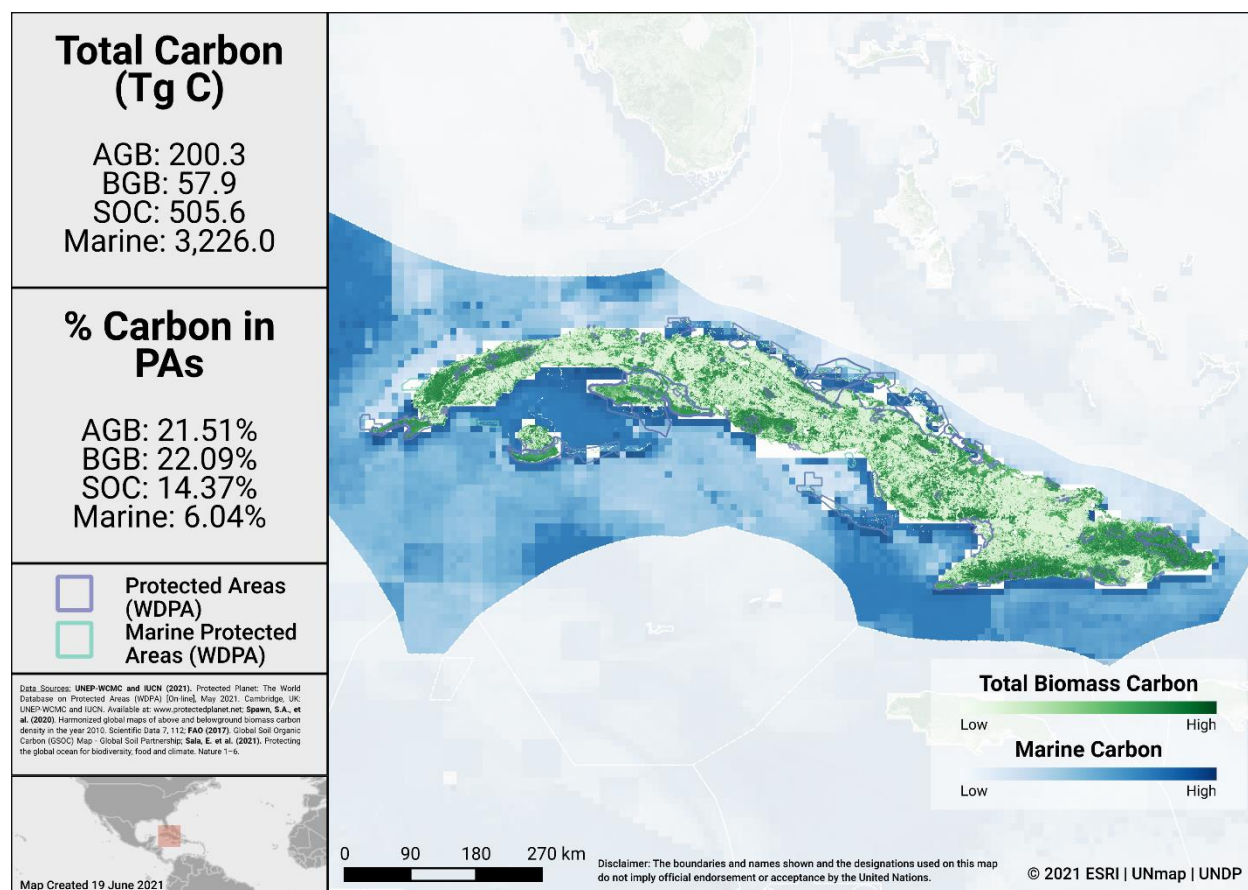 Total Carbon
(Tg C)
AGB: 200.3
BGB: 57.9
SOC: 505.6
Marine: 3,226.0
% Carbon in
PAs
AGB: 21.51%
BGB: 22.09%
SOC: 14.37%
Marine: 6.04%
Protected Areas
(WDPA)
Marine Protected
Areas (WDPA)
Data Sources: UNEP-WCMC and IUCN (2021). Protected Planet: The World
Database on Protected Areas (WDPA) [On-line], May 2021. Cambridge, UK:
UNEP-WCMC and IUCN. Available at: www.protectedplanet.net; Spawn, S.A., et
al. (2020). Harmonized global maps of above and belowground biomass carbon
density in the year 2010. Scientific Data 7, 112; FAO (2017). Global Soil Organic
Carbon (GSOC) Map - Global Soil Partnership; Sala, E. et al. (2021). Protecting
the global ocean for biodiversity, food and climate. Nature 1–6.
Map Created 19 June 2021
Total Biomass Carbon
Low High
Marine Carbon
Low High
0 90 180 270 km
Disclaimer: The boundaries and names shown and the designations used on this map
do not imply official endorsement or acceptance by the United Nations.
© 2021 ESRI | UNmap | UNDP